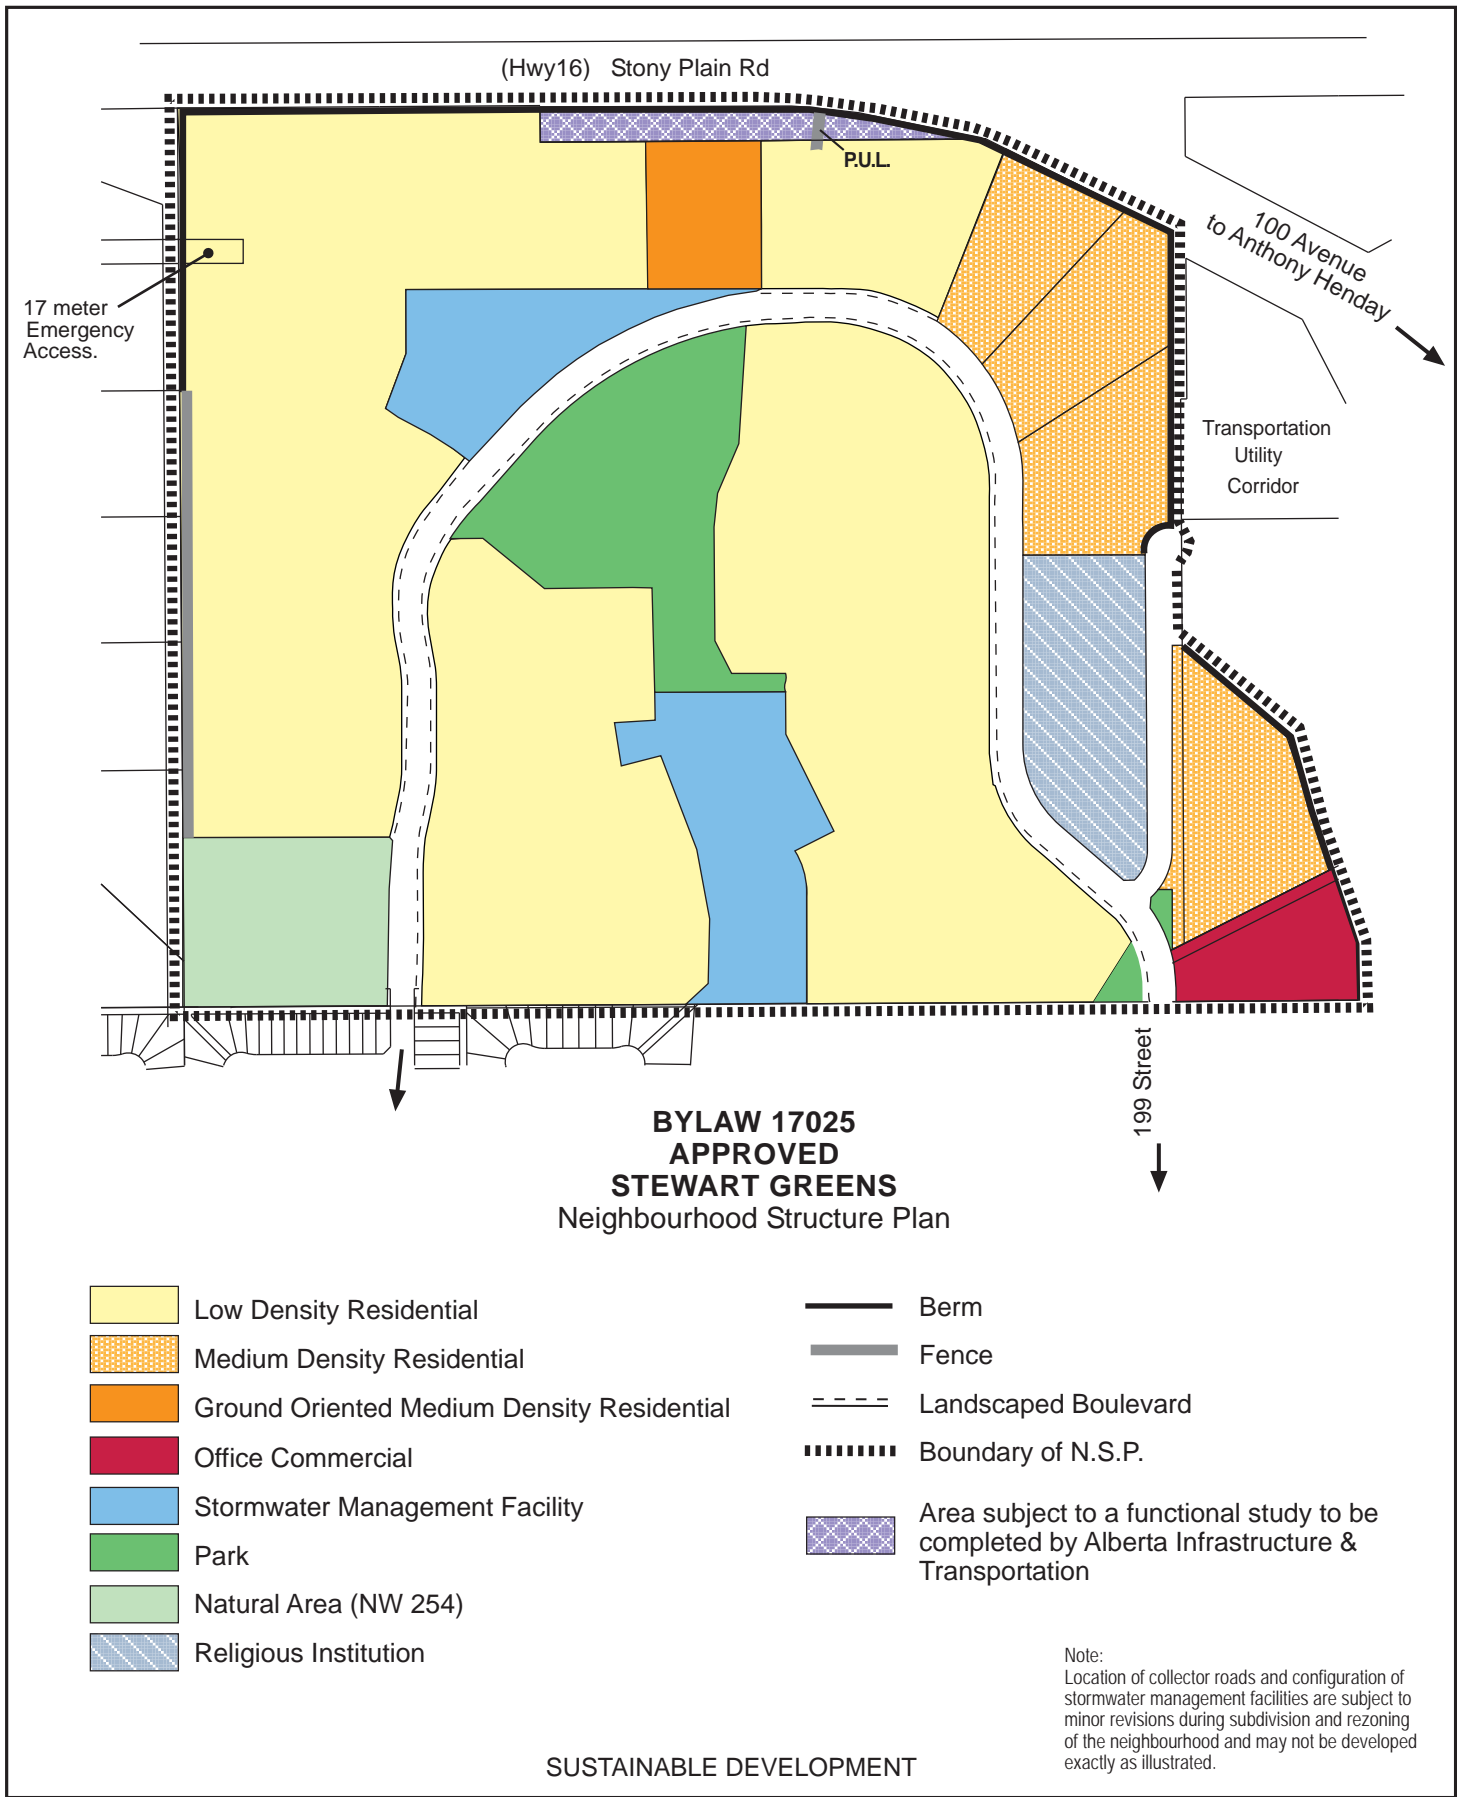 (Hwy16) Stony Plain Rd
P.U.L.
100 Avenue
to Anthony Henday
17 meter
Emergency
Access.
Transportation
Utility
Corridor
199 Street
BYLAW 17025
APPROVED
STEWART GREENS
Neighbourhood Structure Plan
Low Density Residential
Medium Density Residential
Ground Oriented Medium Density Residential
Office Commercial
Stormwater Management Facility
Park
Natural Area (NW 254)
Religious Institution
Berm
Fence
Landscaped Boulevard
Boundary of N.S.P.
Area subject to a functional study to be
completed by Alberta Infrastructure &
Transportation
Note:
Location of collector roads and configuration of
stormwater management facilities are subject to
minor revisions during subdivision and rezoning
of the neighbourhood and may not be developed
exactly as illustrated.
SUSTAINABLE DEVELOPMENT